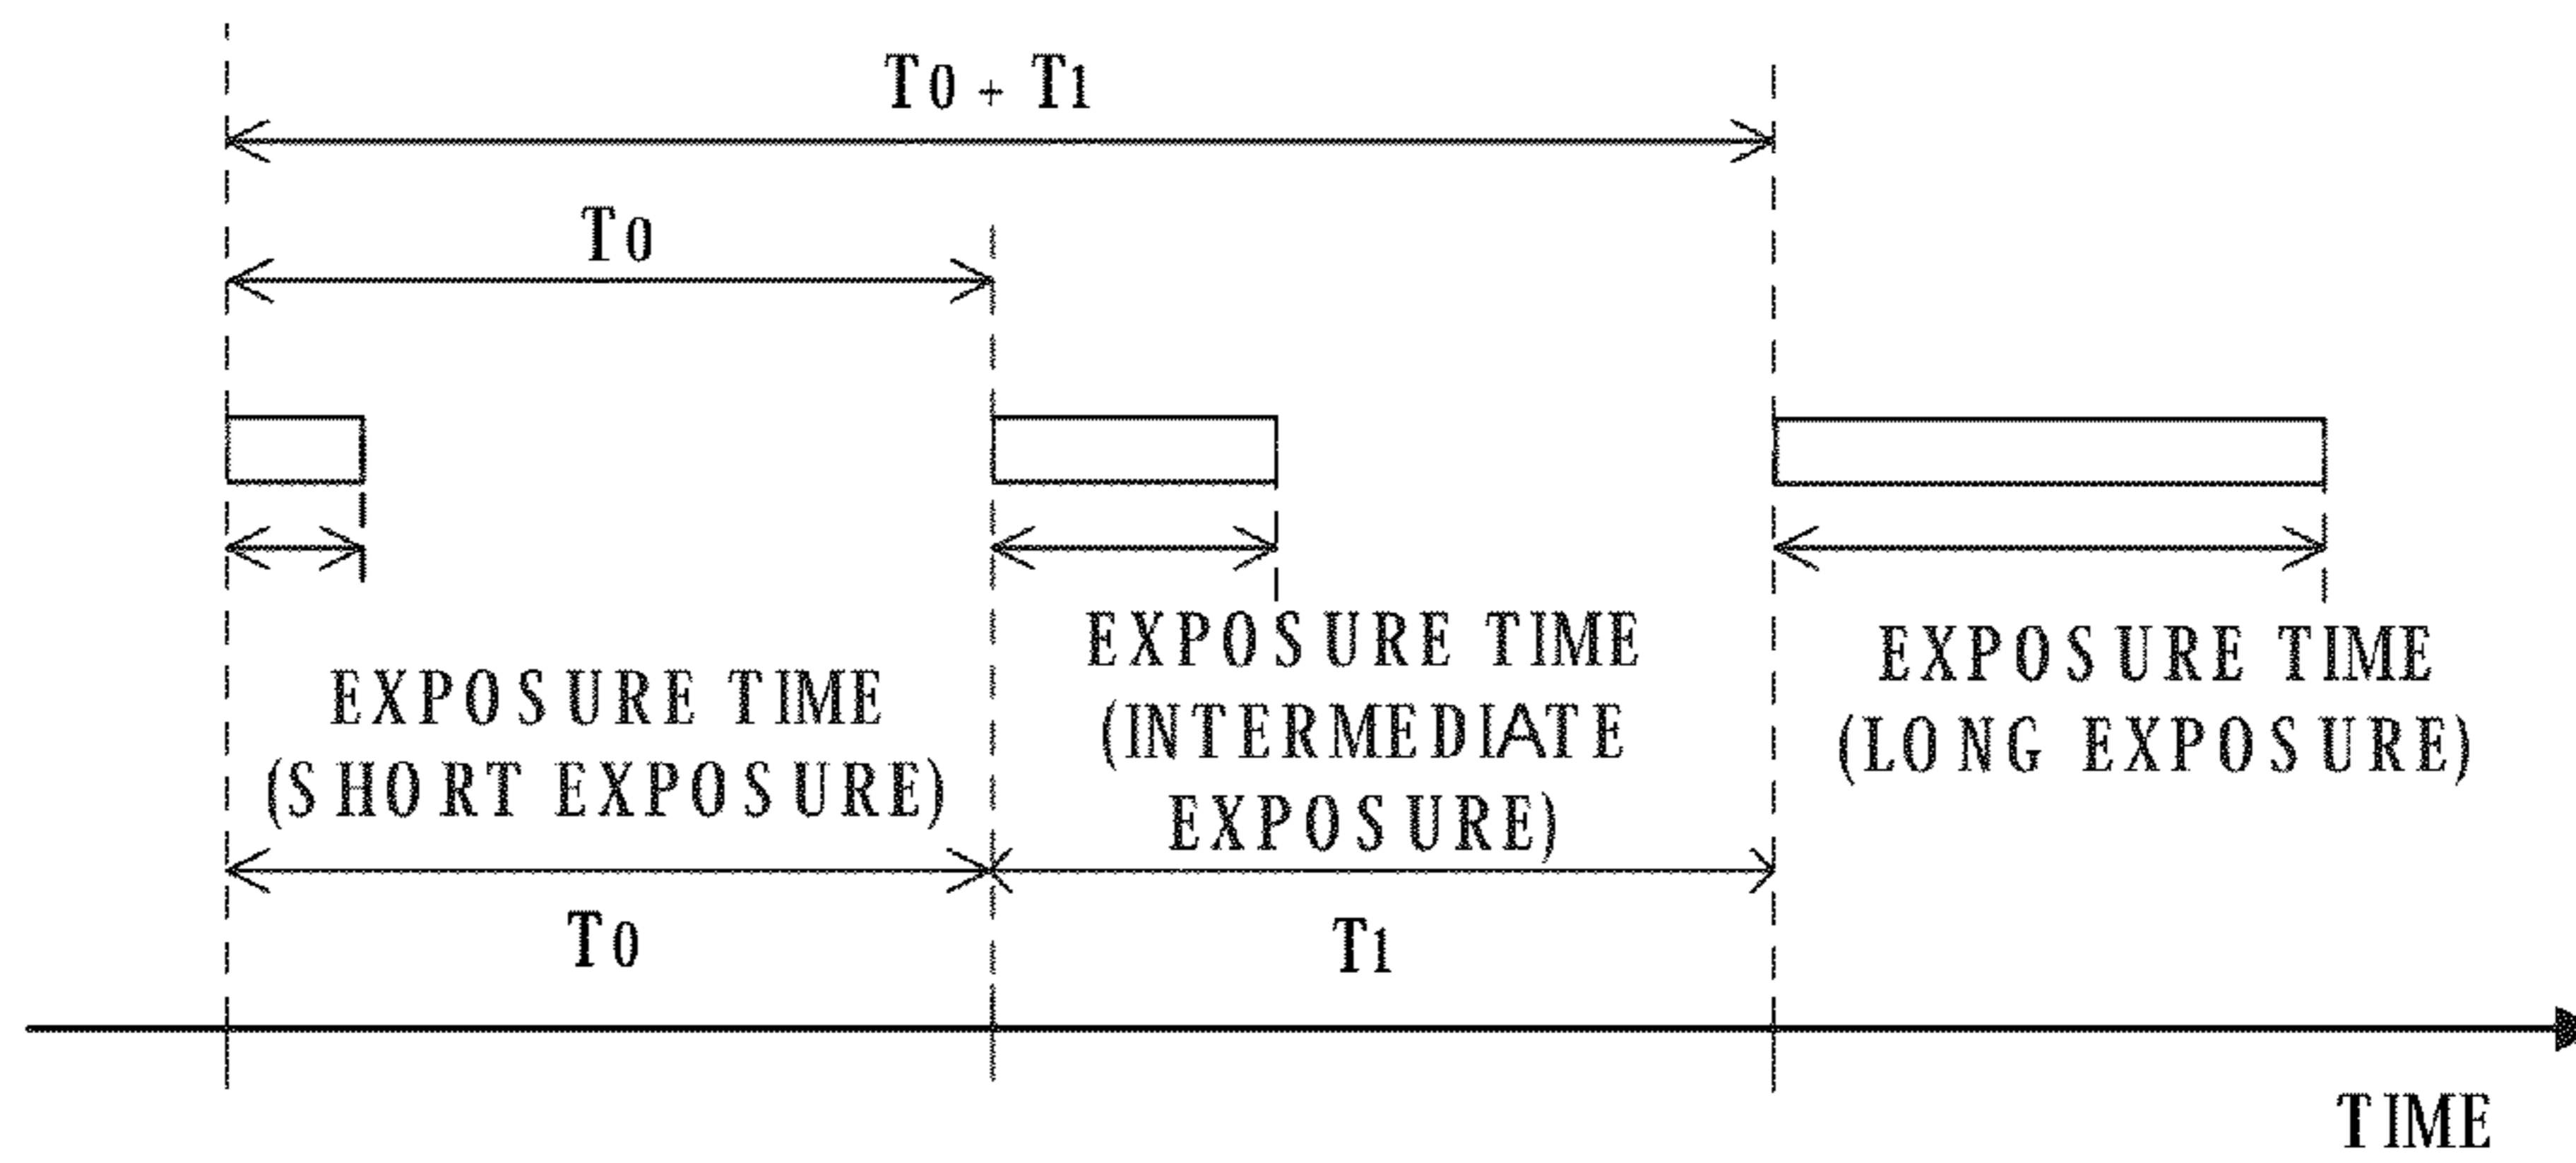 T0 + T1
T0
EXPOSURE TIME
(SHORT EXPOSURE)
EXPOSURE TIME
(INTERMEDIATE
EXPOSURE)
EXPOSURE TIME
(LONG EXPOSURE)
T0
T1
TIME